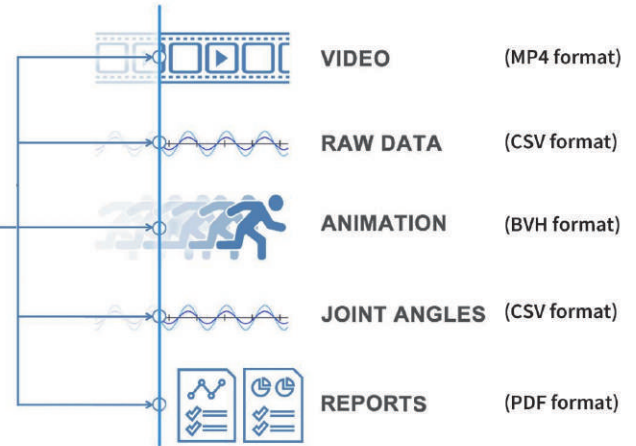 VIDEO (MP4 format)
RAW DATA (CSV format)
ANIMATION (BVH format)
JOINT ANGLES (CSV format)
REPORTS (PDF format)